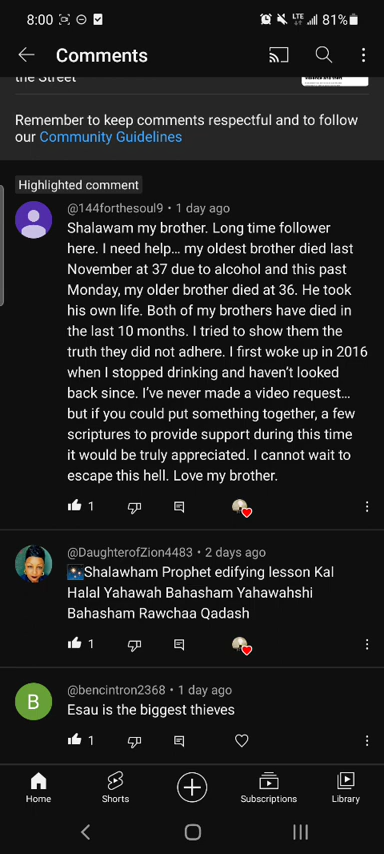 8:00
LTE
81%
Comments
the Street
Remember to keep comments respectful and to follow
our Community Guidelines
Highlighted comment
@144forthesoul9 • 1 day ago
Shalawam my brother. Long time follower
here. I need help... my oldest brother died last
November at 37 due to alcohol and this past
Monday, my older brother died at 36. He took
his own life. Both of my brothers have died in
the last 10 months. I tried to show them the
truth they did not adhere. I first woke up in 2016
when I stopped drinking and haven't looked
back since. I've never made a video request...
but if you could put something together, a few
scriptures to provide support during this time
it would be truly appreciated. I cannot wait to
escape this hell. Love my brother.
1
@DaughterofZion4483 • 2 days ago
🌠Shalawham Prophet edifying lesson Kal
Halal Yahawah Bahasham Yahawashi
Bahasham Rawchaa Qadash
1
B
@bencintron2368 • 1 day ago
Esau is the biggest thieves
1
Home
Shorts
Subscriptions
Library